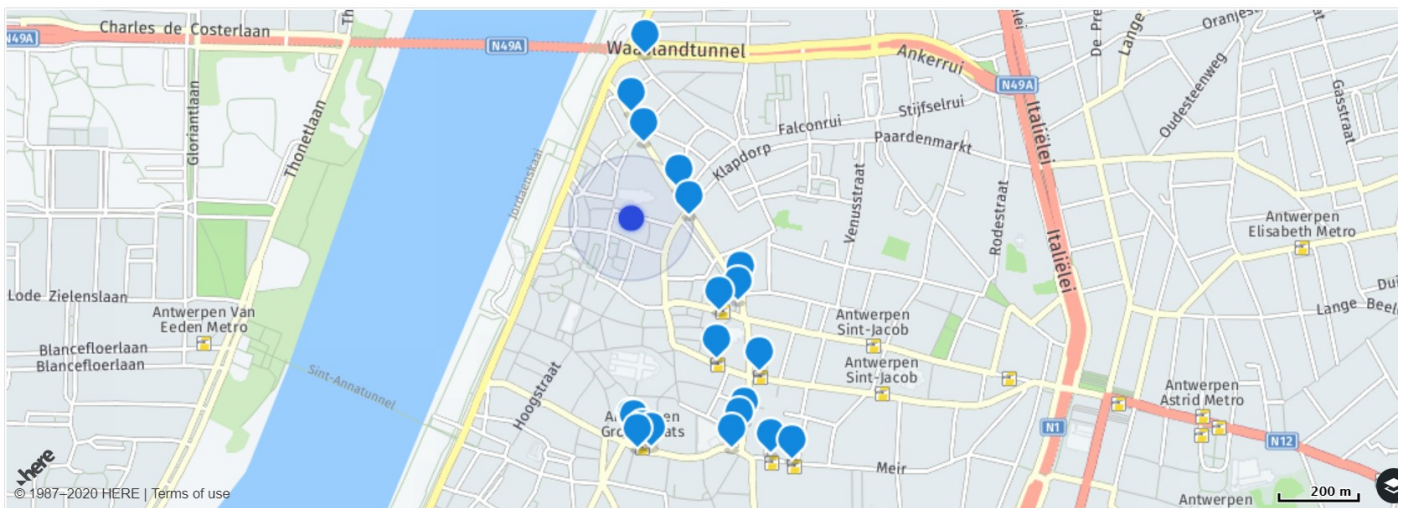 Charles de Costerlaan
N49A
N49A
Waaslandtunnel
Ankerrui
N49A
Italiëlei
Lange
Oudesteenweg
Gasstraat
Gloriantlaan
Thonetlaan
Jordaenskaai
Stijfselrui
Falconrui
Paardenmarkt
Klapdorp
Venusstraat
Rodestraat
Italiëlei
Antwerpen
Elisabeth Metro
Lode Zielenslaan
Antwerpen Van
Eeden Metro
Blancefloerlaan
Blancefloerlaan
Sint-Annatunnel
Hoogstraat
Antwerpen
Sint-Jacob
Antwerpen
Sint-Jacob
Lange
Antwerpen
Astrid Metro
N1
N12
Meir
Antwerpen
here
© 1987–2020 HERE | Terms of use
200 m